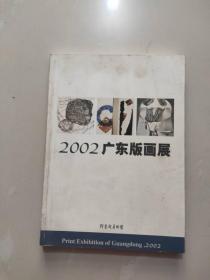 2002广东版画展
Print Exhibition of Guangdong ,2002